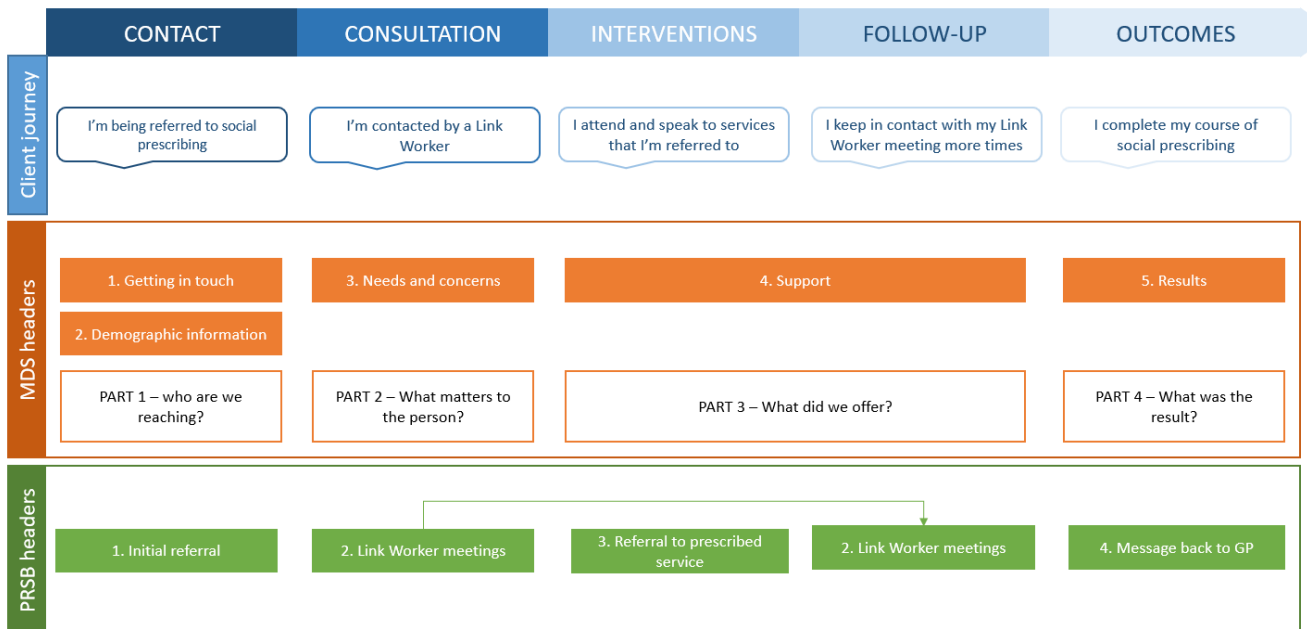 CONTACT
CONSULTATION
INTERVENTIONS
FOLLOW-UP
OUTCOMES
Client journey
I'm being referred to social
prescribing
I'm contacted by a Link
Worker
I attend and speak to services
that I'm referred to
I keep in contact with my Link
Worker meeting more times
I complete my course of
social prescribing
MDS headers
1. Getting in touch
2. Demographic information
3. Needs and concerns
4. Support
5. Results
PART 1 – who are we
reaching?
PART 2 – What matters to
the person?
PART 3 – What did we offer?
PART 4 – What was the
result?
PRSB headers
1. Initial referral
2. Link Worker meetings
3. Referral to prescribed
service
2. Link Worker meetings
4. Message back to GP